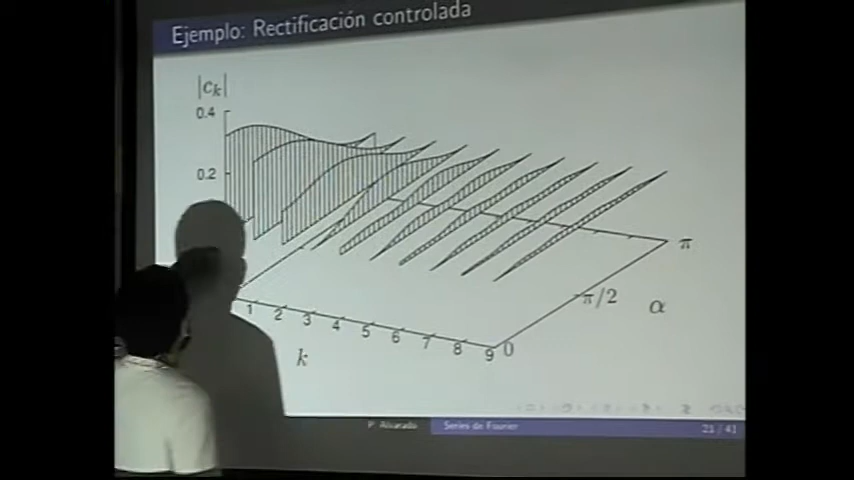 Ejemplo: Rectificación controlada
|c_k|
0.4
0.2
π
π/2
α
0
1 2 3 4 5 6 7 8 9
k
P. Alvarado Series de Fourier 21 / 41